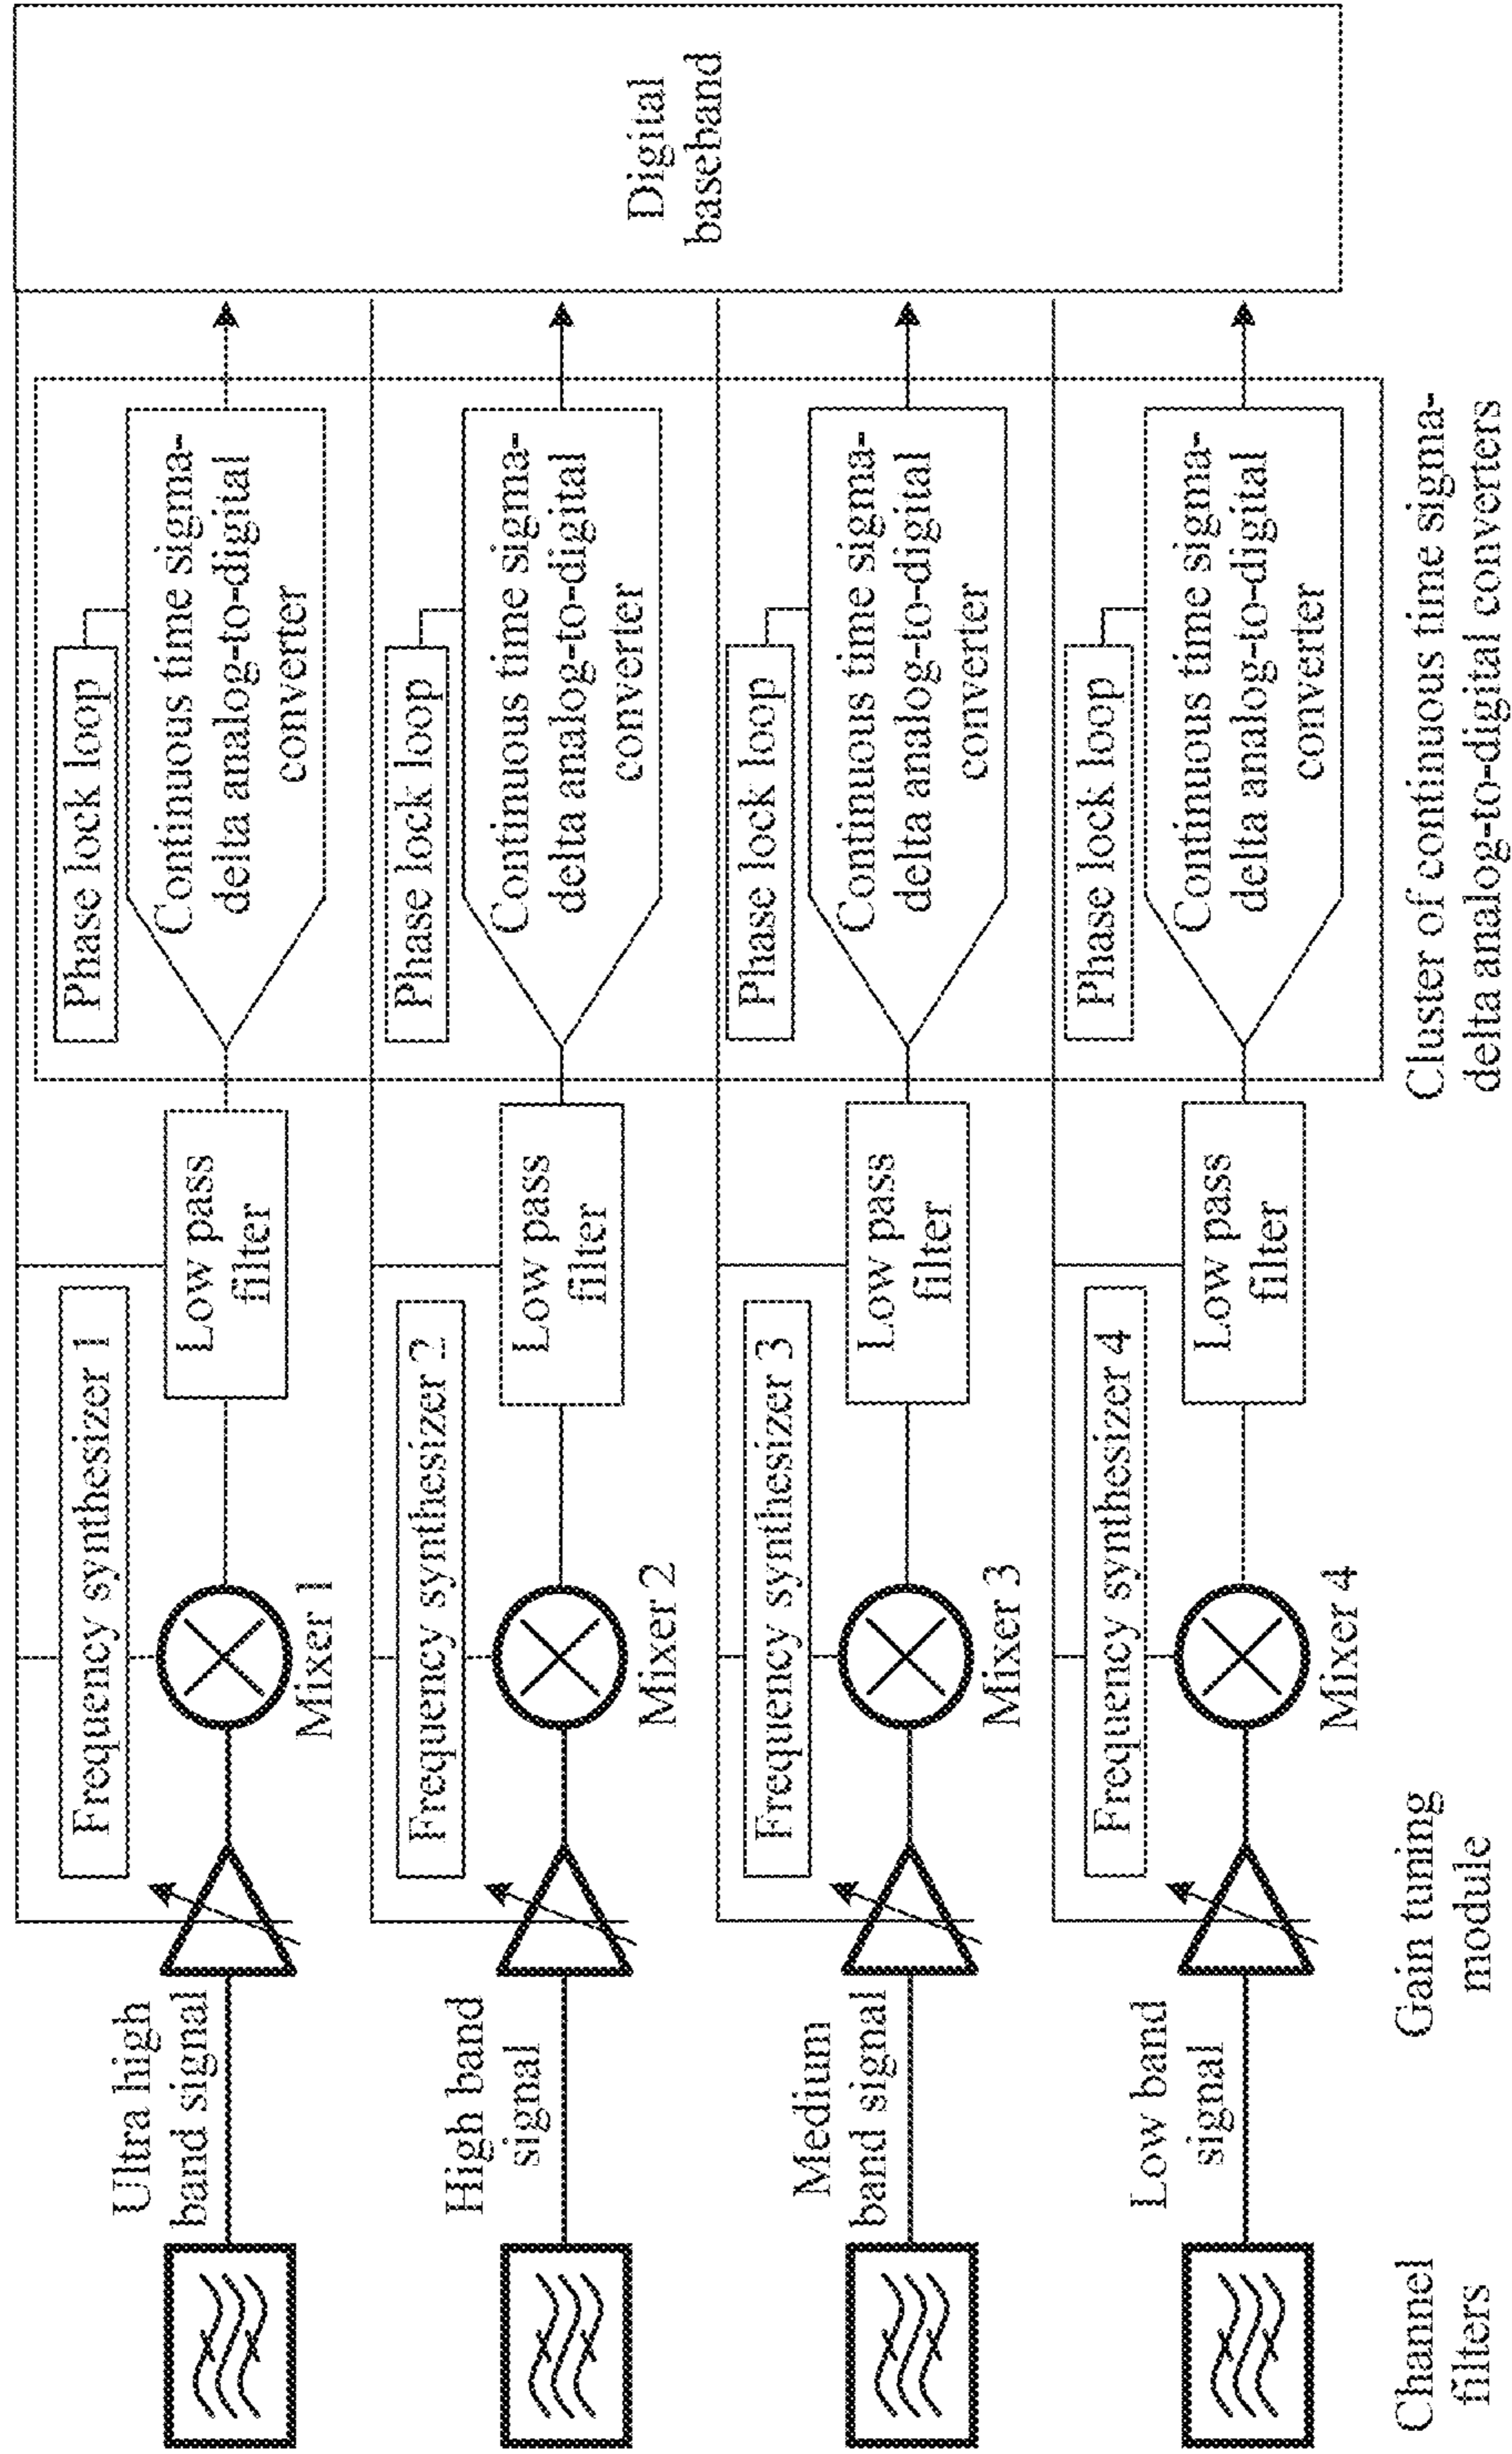 Ultra high
band signal
Frequency synthesizer 1
Mixer 1
Low pass
filter
Phase lock loop
Continuous time sigma-
delta analog-to-digital
converter
High band
signal
Frequency synthesizer 2
Mixer 2
Low pass
filter
Phase lock loop
Continuous time sigma-
delta analog-to-digital
converter
Medium
band signal
Frequency synthesizer 3
Mixer 3
Low pass
filter
Phase lock loop
Continuous time sigma-
delta analog-to-digital
converter
Low band
signal
Frequency synthesizer 4
Mixer 4
Low pass
filter
Phase lock loop
Continuous time sigma-
delta analog-to-digital
converter
Digital
baseband
Channel
filters
Gain tuning
module
Cluster of continuous time sigma-
delta analog-to-digital converters